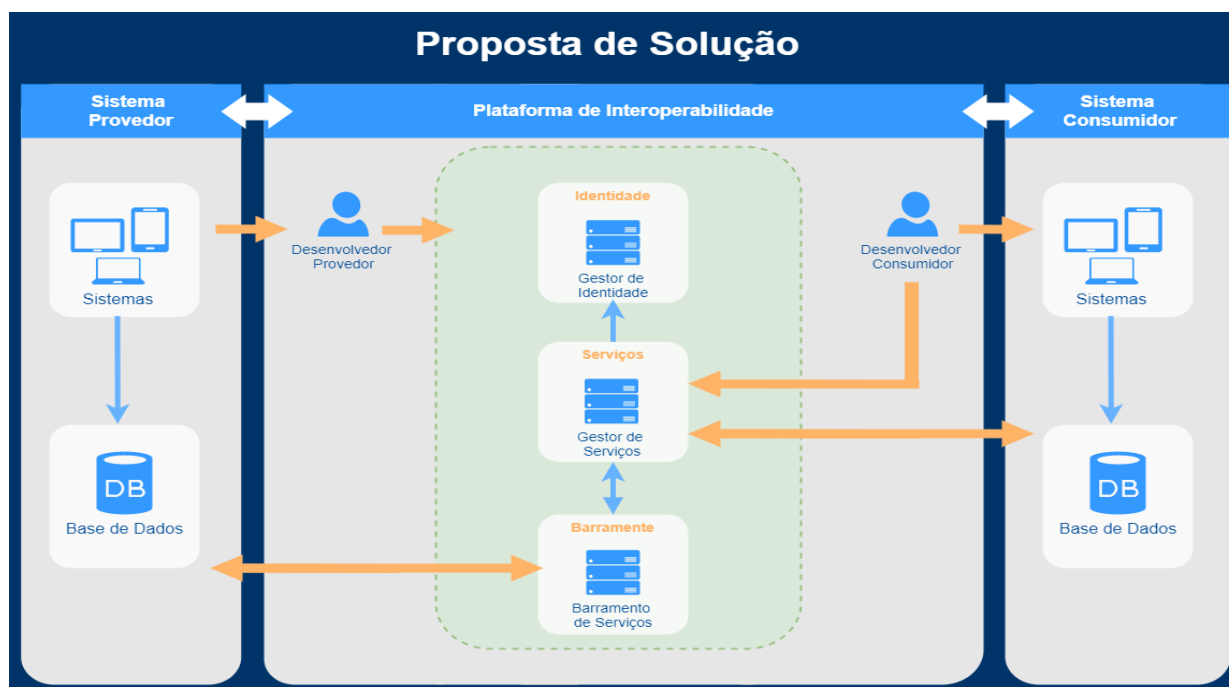 Proposta de Solução
Sistema
Provedor
Plataforma de Interoperabilidade
Sistema
Consumidor
Sistemas
DB
Base de Dados
Desenvolvedor
Provedor
Identidade
Gestor de
Identidade
Serviços
Gestor de
Serviços
Barramente
Barramento
de Serviços
Desenvolvedor
Consumidor
Sistemas
DB
Base de Dados